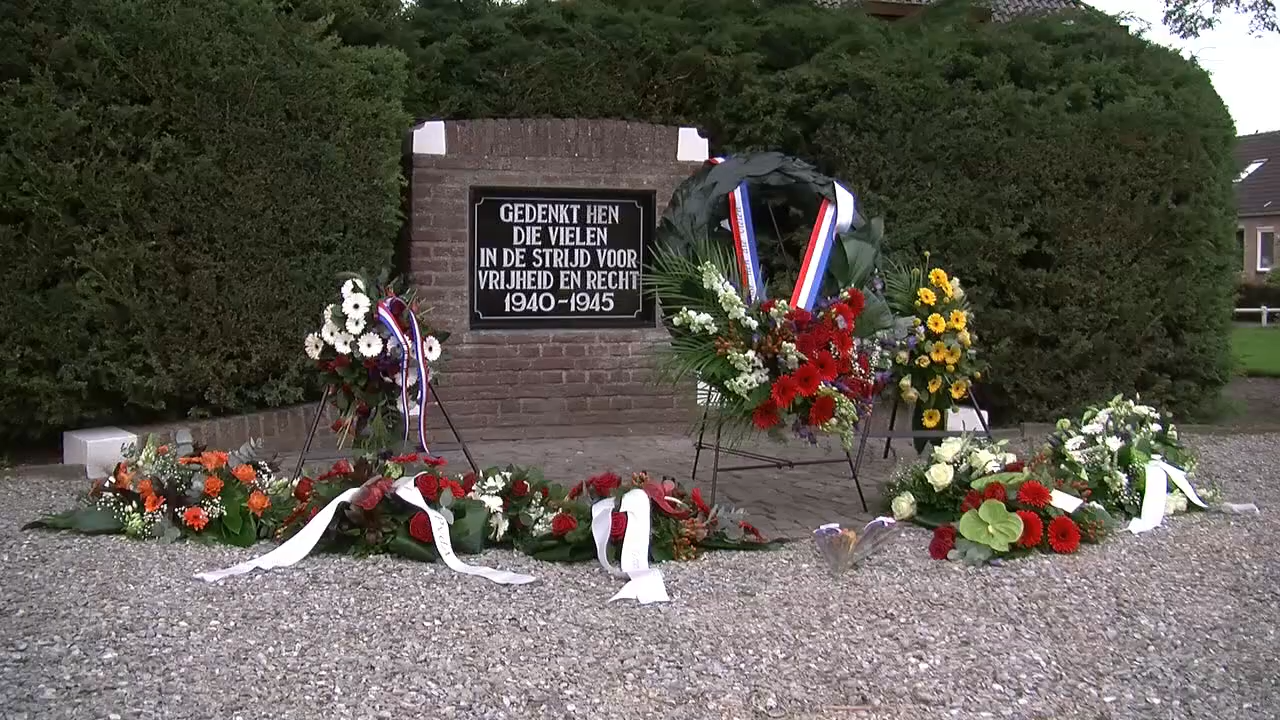 GEDENKT HEN
DIE VIELEN
IN DE STRIJD VOOR
VRIJHEID EN RECHT
1940-1945